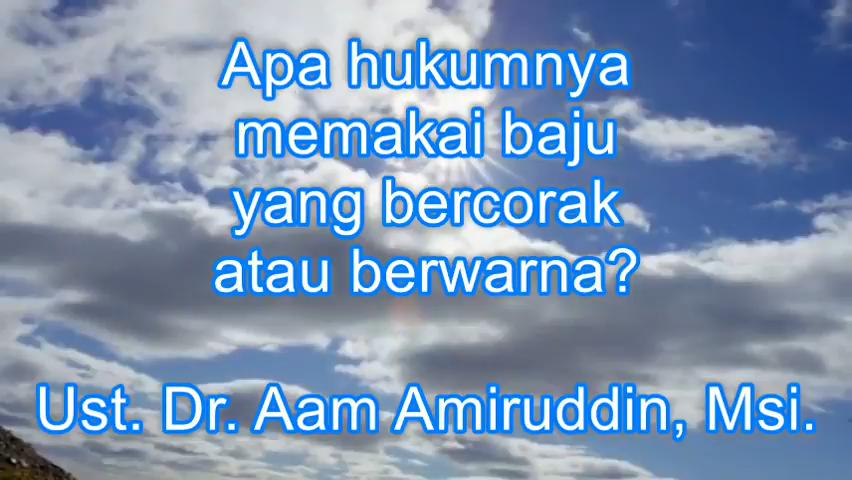 Apa hukumnya
memakai baju
yang bercorak
atau berwarna?
Ust. Dr. Aam Amiruddin, Msi.